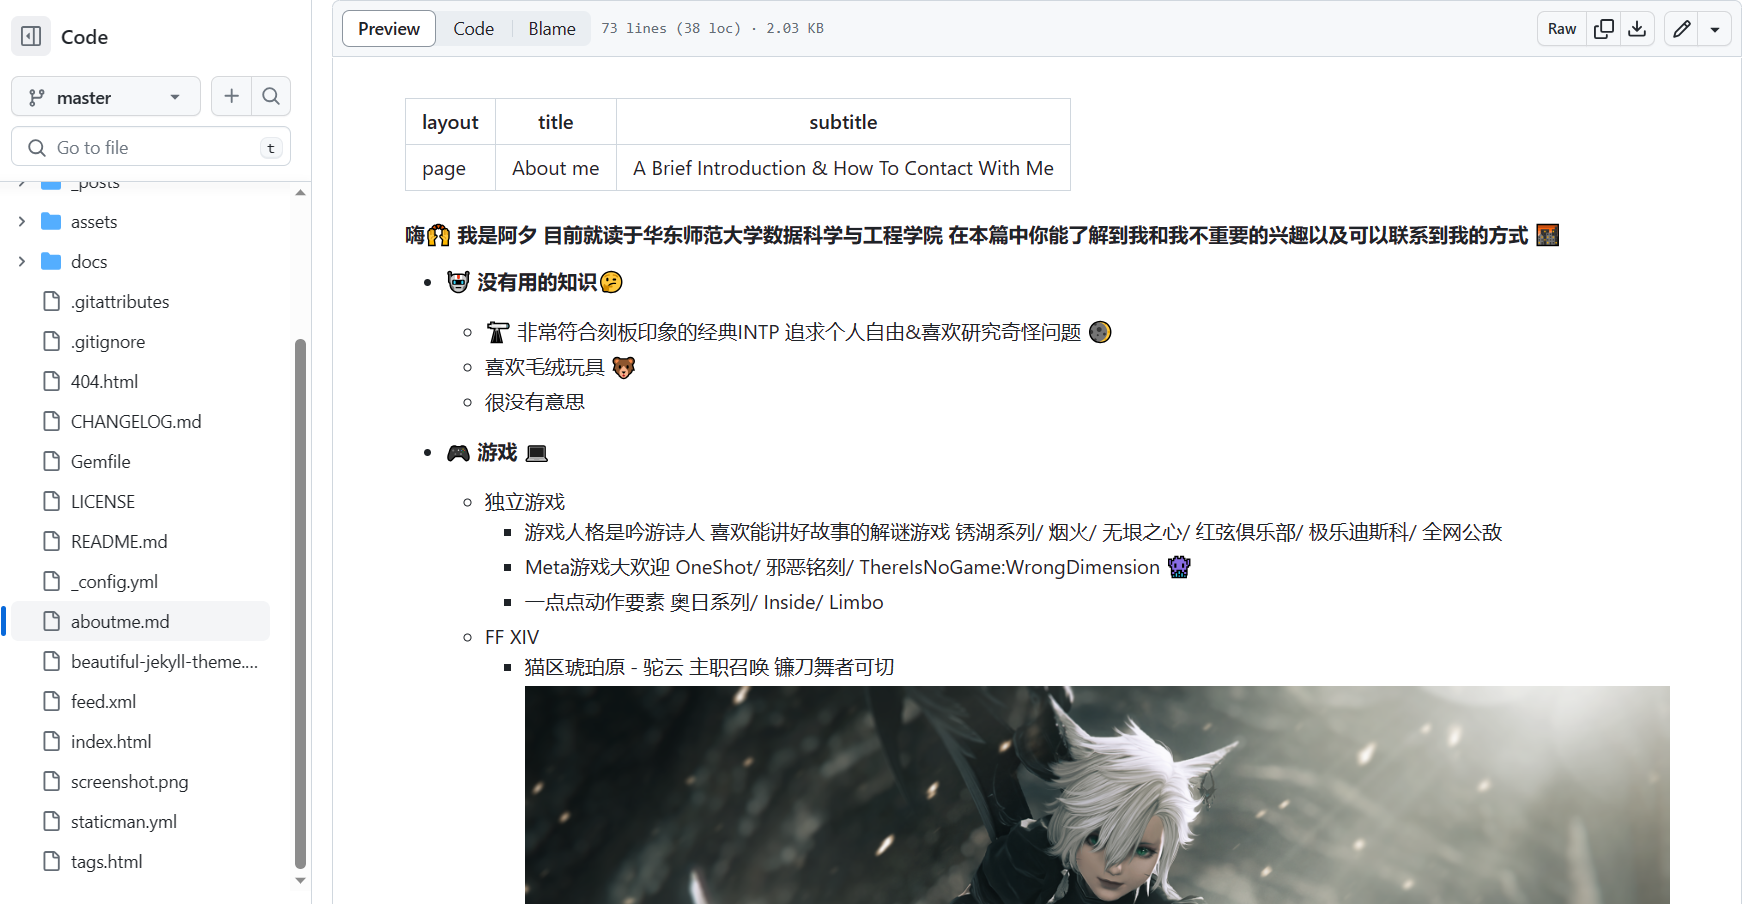 Code
master
Go to file
t
_posts
assets
docs
.gitattributes
.gitignore
404.html
CHANGELOG.md
Gemfile
LICENSE
README.md
_config.yml
aboutme.md
beautiful-jekyll-theme....
feed.xml
index.html
screenshot.png
staticman.yml
tags.html
Preview Code Blame 73 lines (38 loc) · 2.03 KB Raw
layout title subtitle
page About me A Brief Introduction & How To Contact With Me
嗨🙌 我是阿夕 目前就读于华东师范大学数据科学与工程学院 在本篇中你能了解到我和我不重要的兴趣以及可以联系到我的方式
🤖 没有用的知识🤔
非常符合刻板印象的经典INTP 追求个人自由&喜欢研究奇怪问题
喜欢毛绒玩具 🐻
很没有意思
🎮 游戏 💻
独立游戏
游戏人格是吟游诗人 喜欢能讲好故事的解谜游戏 锈湖系列/ 烟火/ 无垠之心/ 红弦俱乐部/ 极乐迪斯科/ 全网公敌
Meta游戏大欢迎 OneShot/ 邪恶铭刻/ ThereIsNoGame:WrongDimension 👾
一点点动作要素 奥日系列/ Inside/ Limbo
FF XIV
猫区琥珀原 - 驼云 主职召唤 镰刀舞者可切